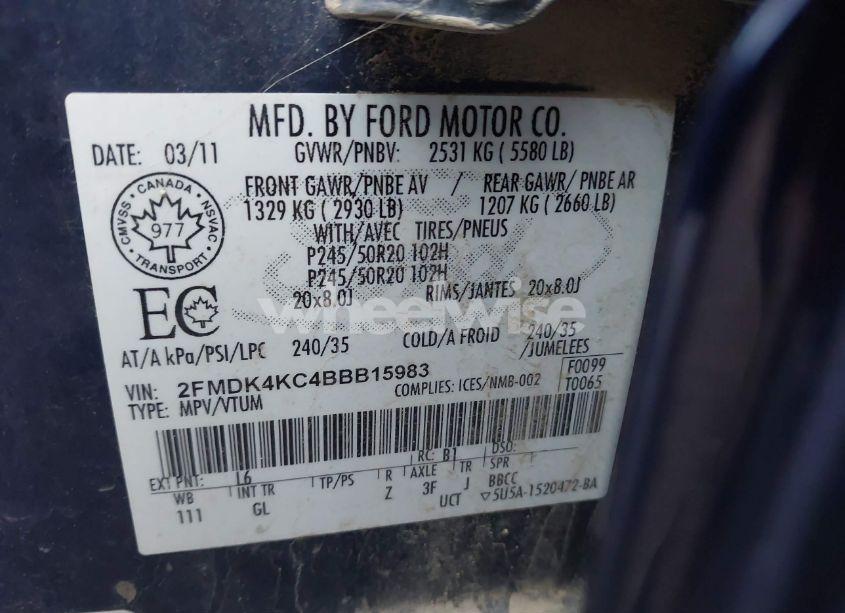 MFD. BY FORD MOTOR CO.
DATE: 03/11 GVWR/PNBV: 2531 KG ( 5580 LB)
FRONT GAWR/PNBE AV / REAR GAWR/ PNBE AR
1329 KG ( 2930 LB) 1207 KG ( 2660 LB)
WITH/AVEC TIRES/PNEUS
P245/50R20 102H
P245/50R20 102H
20x8.0J RIMS/JANTES 20x8.0J
CANADA
CMVSS NSVAC
977
TRANSPORT
EC
wheelwise
AT/A kPa/PSI/LPC 240/35 COLD/A FROID 240/35
/JUMELEES
VIN: 2FMDK4KC4BBB15983 COMPLIES: ICES/NMB-002 F0099
TYPE: MPV/VTUM T0065
EXT PNT: L6 RC: B1 DSO:
WB INT TR TP/PS R AXLE TR SPR
111 GL Z 3F J BBCC
UCT ▽5U5A-1520472-BA